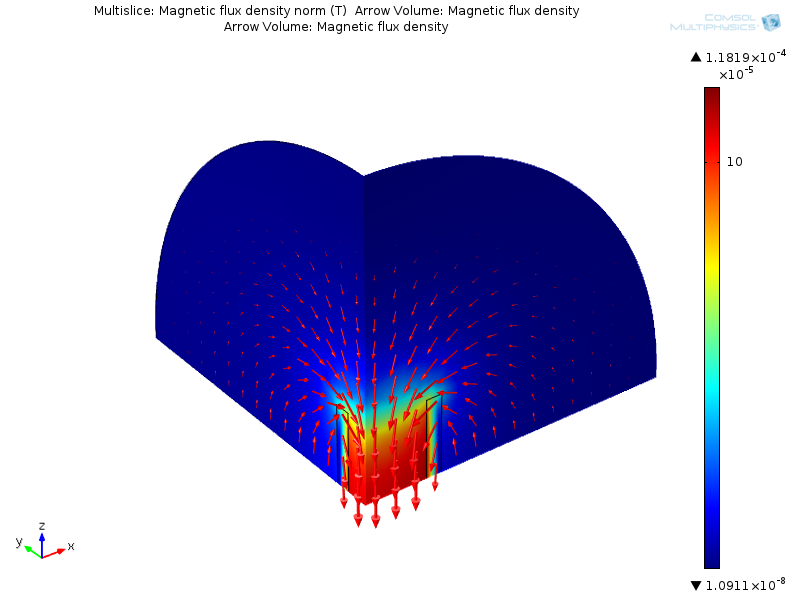 Multislice: Magnetic flux density norm (T)  Arrow Volume: Magnetic flux density
Arrow Volume: Magnetic flux density
COMSOL
MULTIPHYSICS
▲ 1.1819×10⁻⁴
×10⁻⁵
10
▼ 1.0911×10⁻⁸
z
y
x